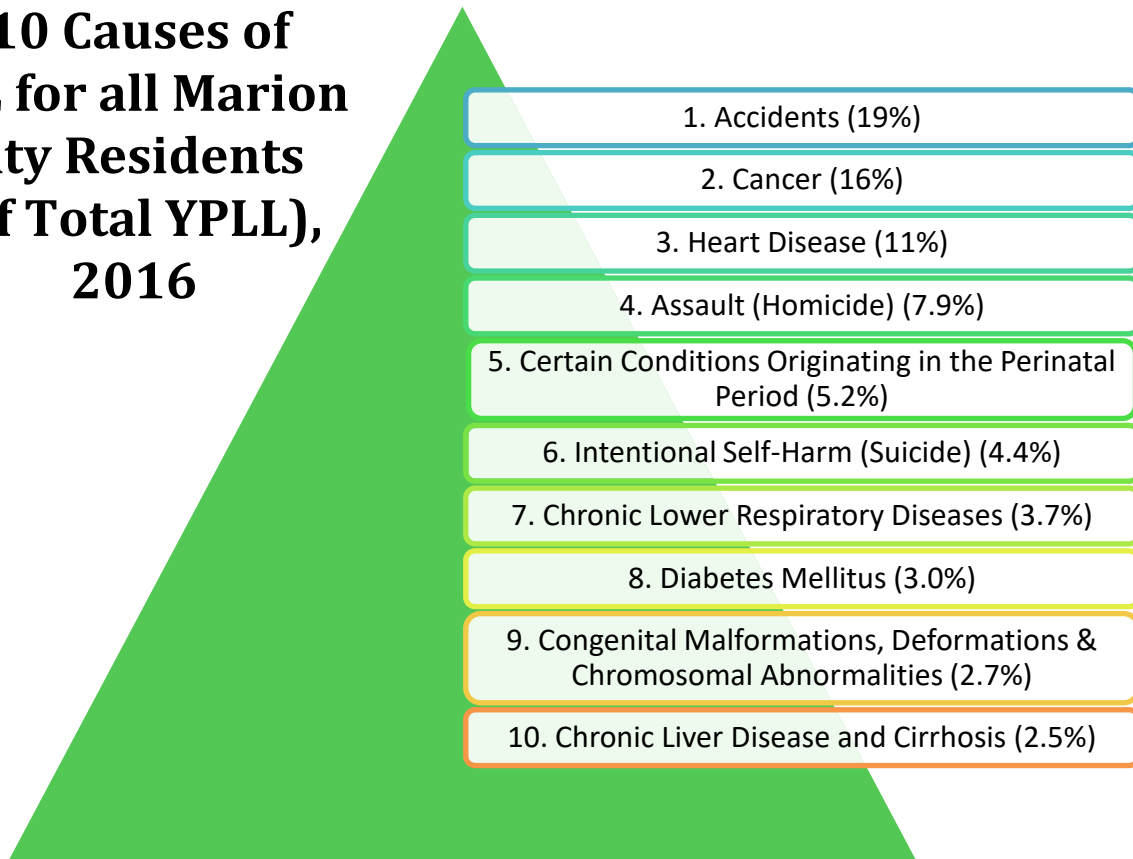 10 Causes of
for all Marion
ty Residents
f Total YPLL),
2016
1. Accidents (19%)
2. Cancer (16%)
3. Heart Disease (11%)
4. Assault (Homicide) (7.9%)
5. Certain Conditions Originating in the Perinatal
Period (5.2%)
6. Intentional Self-Harm (Suicide) (4.4%)
7. Chronic Lower Respiratory Diseases (3.7%)
8. Diabetes Mellitus (3.0%)
9. Congenital Malformations, Deformations &
Chromosomal Abnormalities (2.7%)
10. Chronic Liver Disease and Cirrhosis (2.5%)